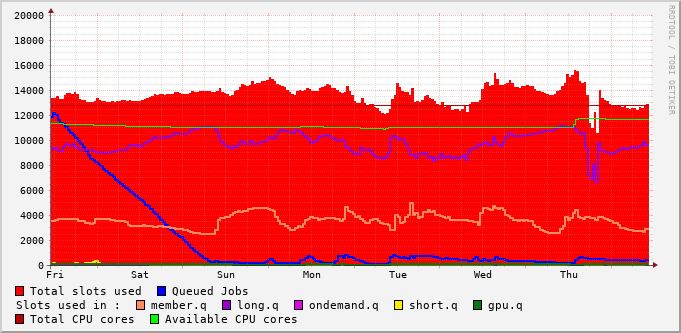 20000
18000
16000
14000
12000
10000
8000
6000
4000
2000
0
Fri Sat Sun Mon Tue Wed Thu
RRDTOOL / TOBI OETIKER
Total slots used Queued Jobs
Slots used in : member.q long.q ondemand.q short.q gpu.q
Total CPU cores Available CPU cores